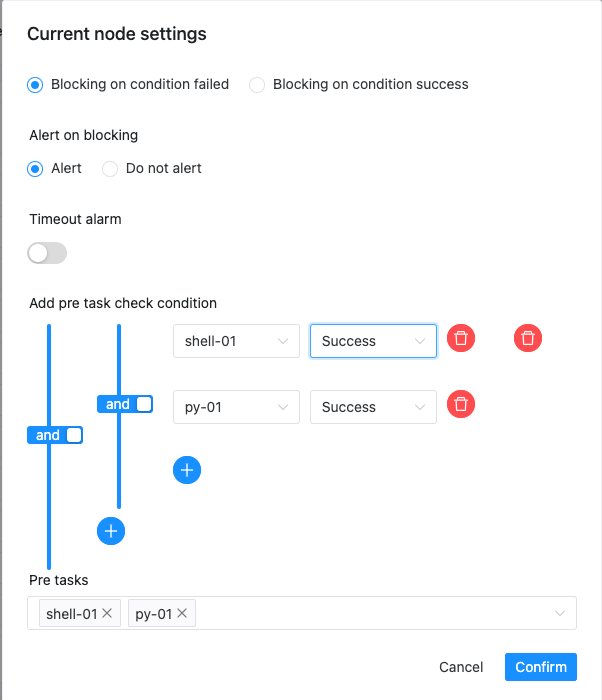 Current node settings
Blocking on condition failed Blocking on condition success
Alert on blocking
Alert Do not alert
Timeout alarm
Add pre task check condition
shell-01 Success
and py-01 Success
and
Pre tasks
shell-01 py-01
Cancel Confirm